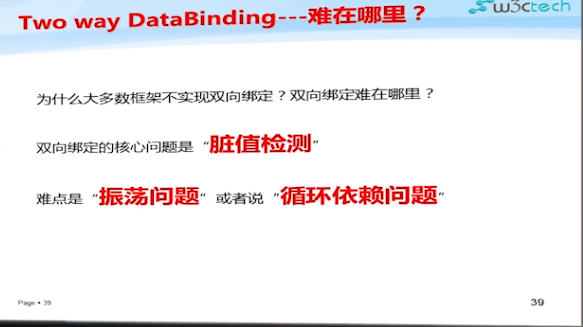 Two way DataBinding---难在哪里？
w3ctech
为什么大多数框架不实现双向绑定？双向绑定难在哪里？
双向绑定的核心问题是“脏值检测”
难点是“振荡问题”或者说“循环依赖问题”
Page ▪ 39
39